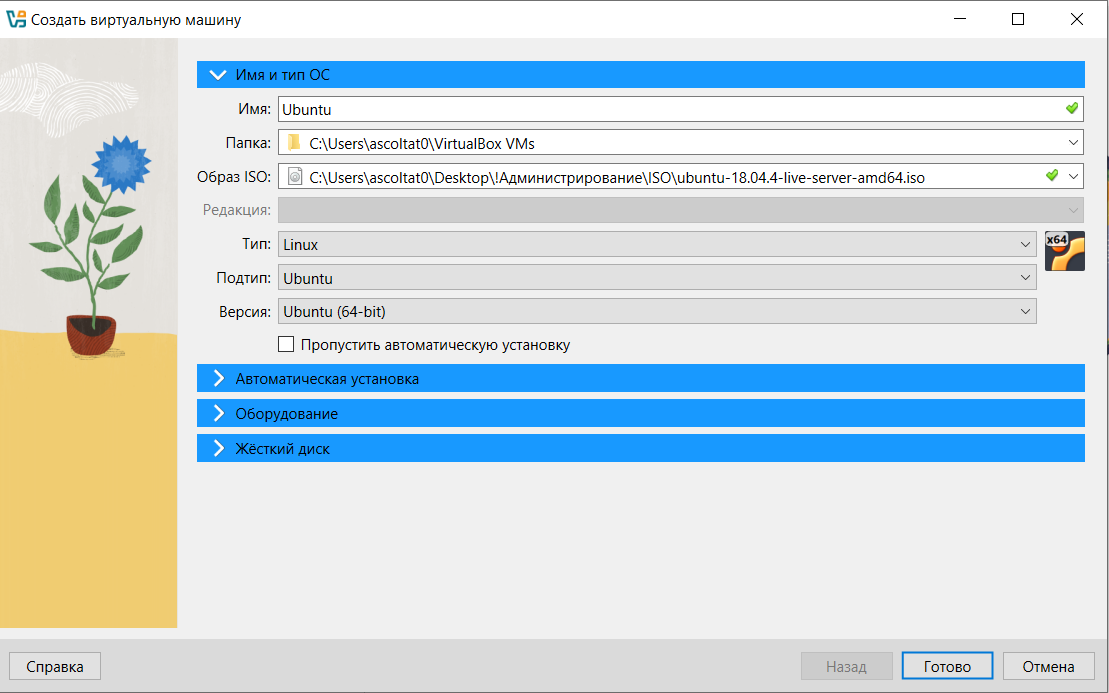 Создать виртуальную машину
Имя и тип ОС
Имя: Ubuntu
Папка: C:\Users\ascoltat0\VirtualBox VMs
Образ ISO: C:\Users\ascoltat0\Desktop\!Администрирование\ISO\ubuntu-18.04.4-live-server-amd64.iso
Редакция:
Тип: Linux x64
Подтип: Ubuntu
Версия: Ubuntu (64-bit)
Пропустить автоматическую установку
Автоматическая установка
Оборудование
Жёсткий диск
Справка Назад Готово Отмена